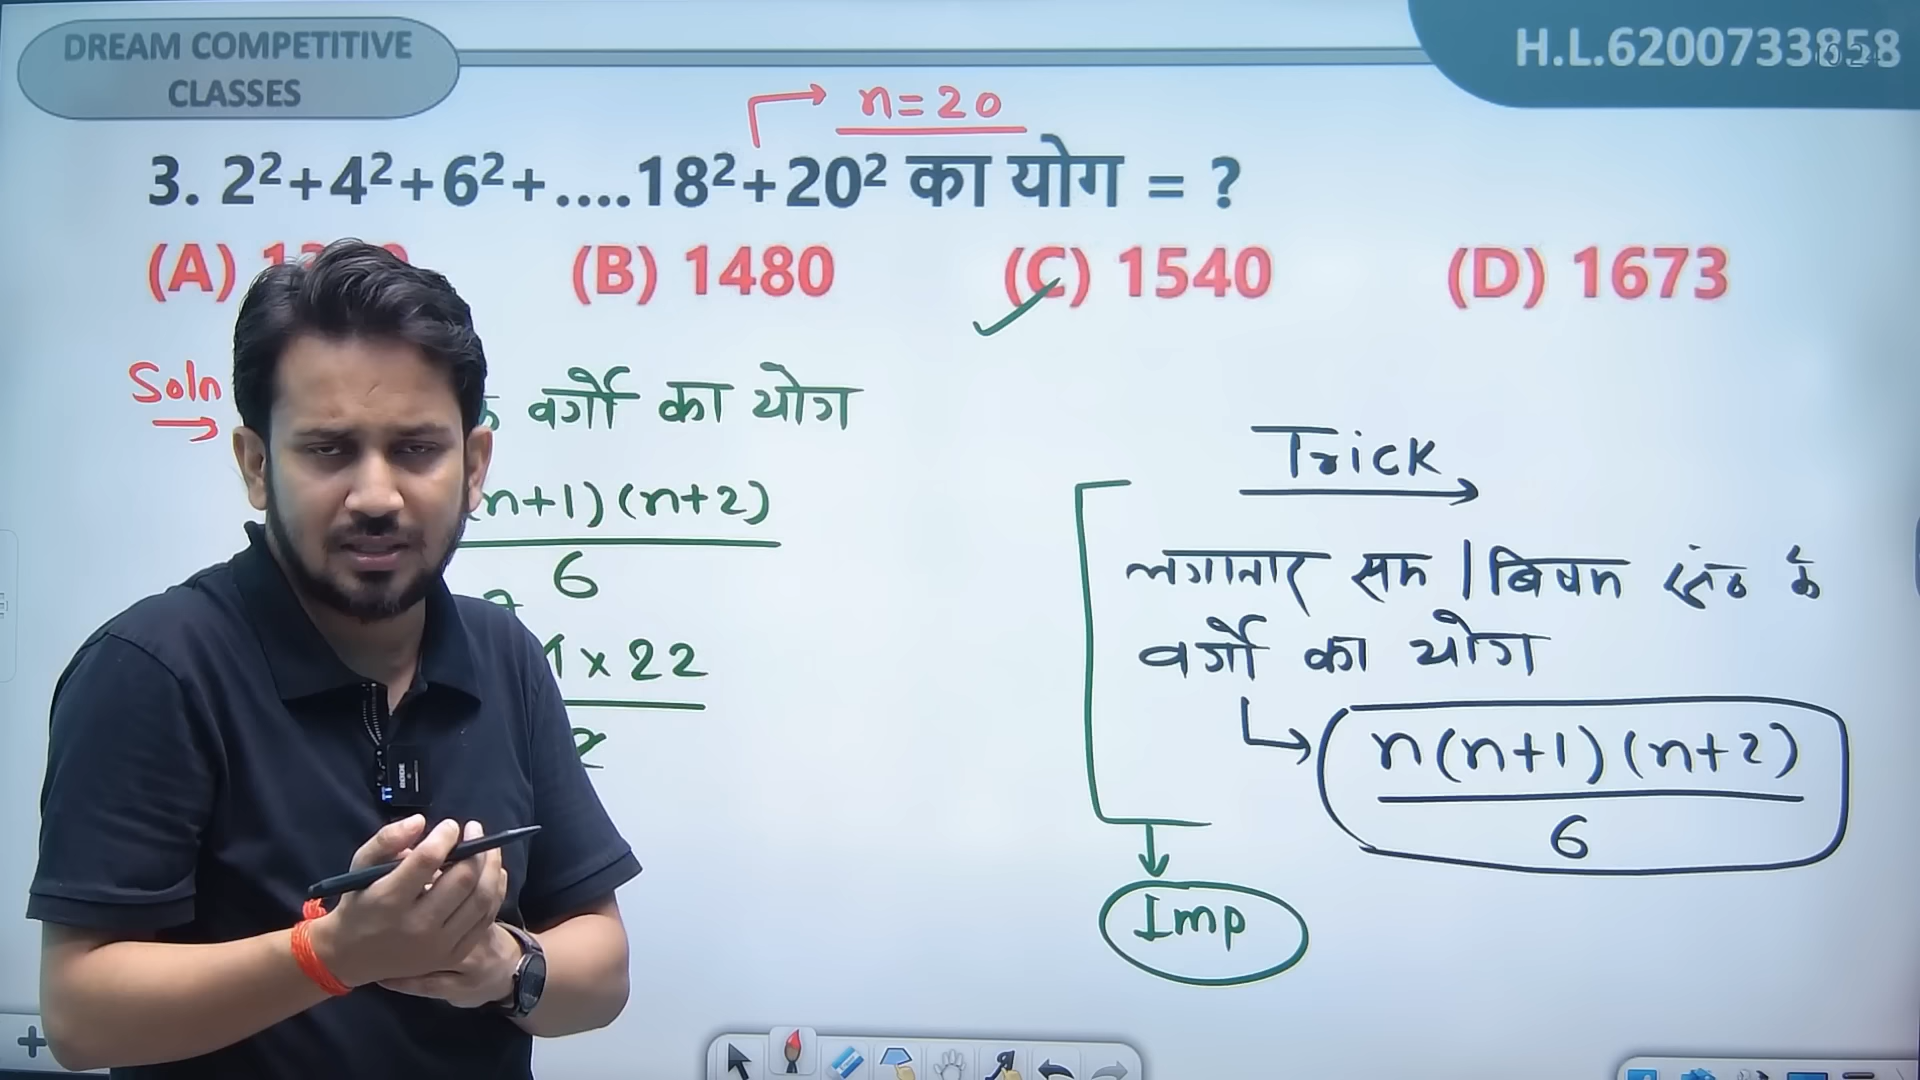 DREAM COMPETITIVE
CLASSES
H.L.6200733858
n=20
3. 2²+4²+6²+....18²+20² का योग = ?
(A) (B) 1480 (C) 1540 (D) 1673
Soln
वर्गो का योग
(n+1)(n+2)
6
x 22
Trick
लगातार सम / विषम सं० के
वर्गो का योग
n(n+1)(n+2)
6
Imp